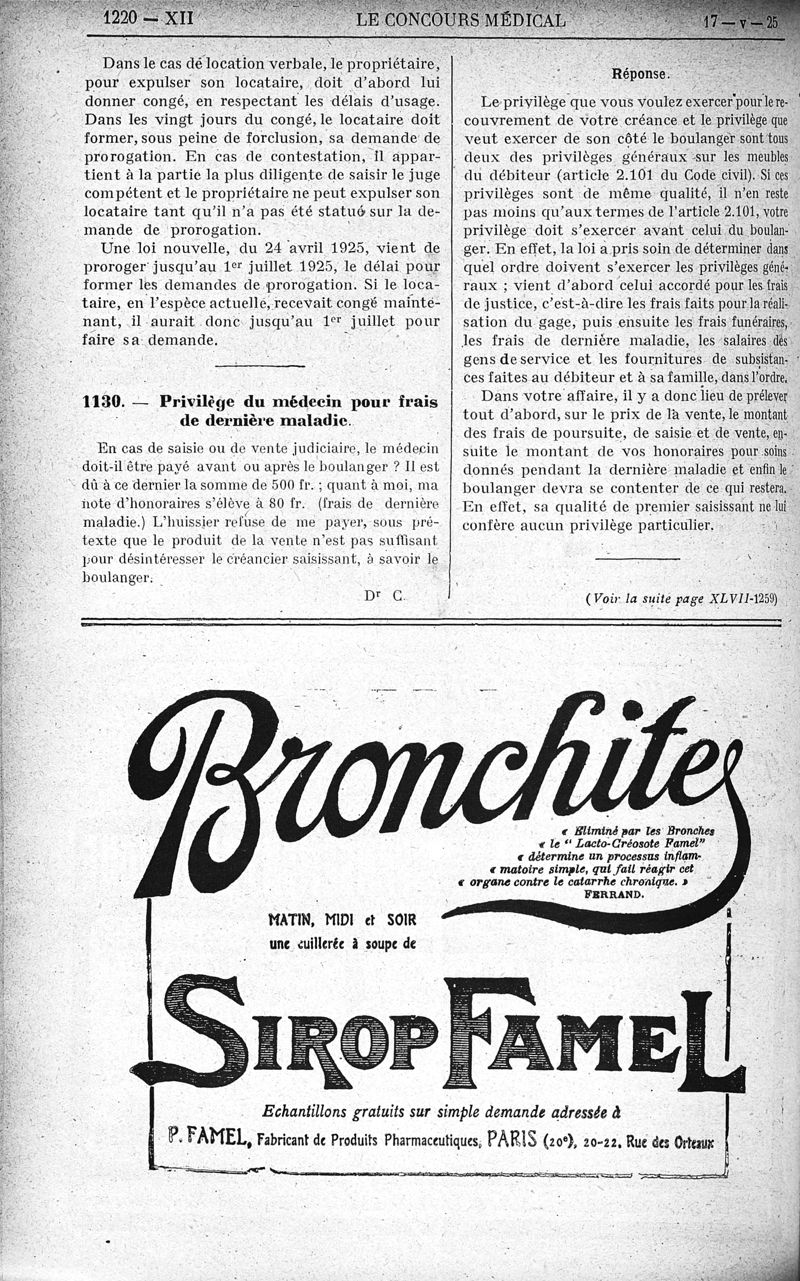 1220 — XII
LE CONCOURS MÉDICAL
17 — v — 25
Dans le cas dé location verbale, le propriétaire,
pour expulser son locataire, doit d'abord lui
donner congé, en respectant les délais d'usage.
Dans les vingt jours du congé, le locataire doit
former, sous peine de forclusion, sa demande de
prorogation. En cas de contestation, il appar-
tient à la partie la plus diligente de saisir le juge
compétent et le propriétaire ne peut expulser son
locataire tant qu'il n'a pas été statué sur la de-
mande de prorogation.
Une loi nouvelle, du 24 avril 1925, vient de
proroger jusqu'au 1er juillet 1925, le délai pour
former les demandes de prorogation. Si le loca-
taire, en l'espèce actuelle, recevait congé mainte-
nant, il aurait donc jusqu'au 1er juillet pour
faire sa demande.
1130. — Privilège du médecin pour frais
de dernière maladie.
En cas de saisie ou de vente judiciaire, le médecin
doit-il être payé avant ou après le boulanger ? Il est
dû à ce dernier la somme de 500 fr. ; quant à moi, ma
note d'honoraires s'élève à 80 fr. (frais de dernière
maladie.) L'huissier refuse de me payer, sous pré-
texte que le produit de la vente n'est pas suffisant
pour désintéresser le créancier saisissant, à savoir le
boulanger.
Dr C.
Réponse.
Le privilège que vous voulez exercer pour le re-
couvrement de votre créance et le privilège que
veut exercer de son côté le boulanger sont tous
deux des privilèges généraux sur les meubles
du débiteur (article 2.101 du Code civil). Si ces
privilèges sont de même qualité, il n'en reste
pas moins qu'aux termes de l'article 2.101, votre
privilège doit s'exercer avant celui du boulan-
ger. En effet, la loi a pris soin de déterminer dans
quel ordre doivent s'exercer les privilèges géné-
raux ; vient d'abord celui accordé pour les frais
de justice, c'est-à-dire les frais faits pour la réali-
sation du gage, puis ensuite les frais funéraires,
les frais de dernière maladie, les salaires des
gens de service et les fournitures de subsistan-
ces faites au débiteur et à sa famille, dans l'ordre.
Dans votre affaire, il y a donc lieu de prélever
tout d'abord, sur le prix de la vente, le montant
des frais de poursuite, de saisie et de vente, en-
suite le montant de vos honoraires pour soins
donnés pendant la dernière maladie et enfin le
boulanger devra se contenter de ce qui restera.
En effet, sa qualité de premier saisissant ne lui
confère aucun privilège particulier.
(Voir la suite page XLVII-1259)
Bronchites
« Eliminé par les Bronches
« le " Lacto-Créosote Famel"
« détermine un processus inflam-
« matoire simple, qui fait réagir cet
« organe contre le catarrhe chronique. »
FERRAND.
MATIN, MIDI et SOIR
une cuillerée à soupe de
SIROP FAMEL
Echantillons gratuits sur simple demande adressée à
P. FAMEL, Fabricant de Produits Pharmaceutiques, PARIS (20e), 20-22, Rue des Orteaux